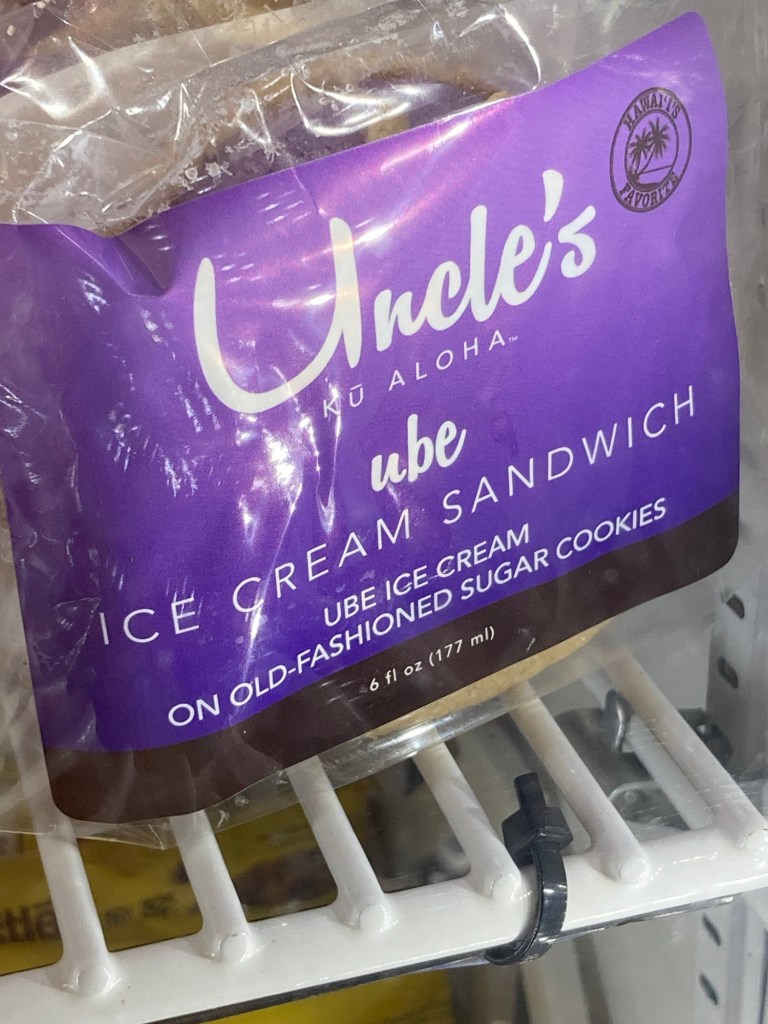 HAWAI'I'S
FAVORITE
Uncle's
KŪ ALOHA™
ube
ICE CREAM SANDWICH
UBE ICE CREAM
ON OLD-FASHIONED SUGAR COOKIES
6 fl oz (177 ml)